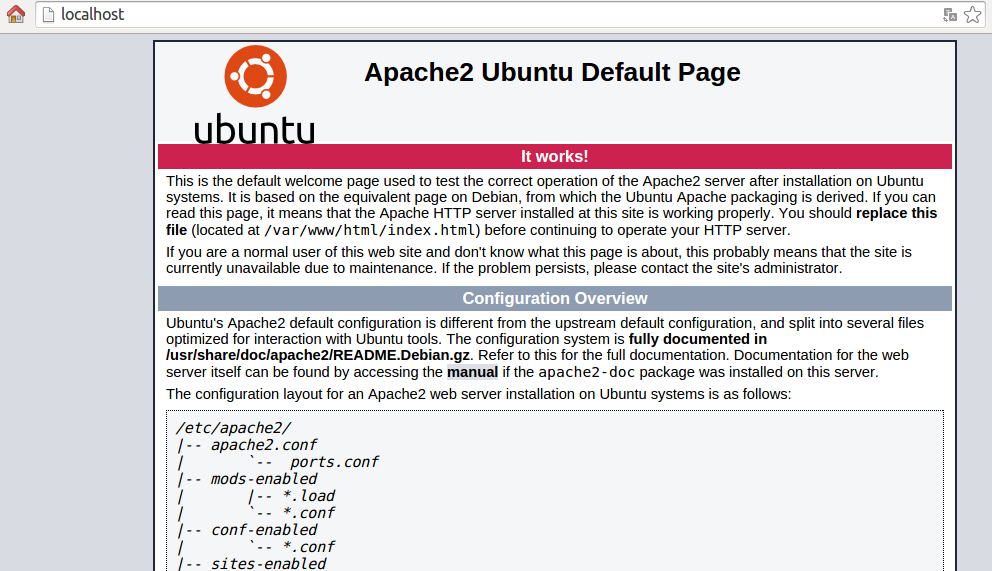 localhost
ubuntu
Apache2 Ubuntu Default Page
It works!
This is the default welcome page used to test the correct operation of the Apache2 server after installation on Ubuntu
systems. It is based on the equivalent page on Debian, from which the Ubuntu Apache packaging is derived. If you can
read this page, it means that the Apache HTTP server installed at this site is working properly. You should replace this
file (located at /var/www/html/index.html) before continuing to operate your HTTP server.
If you are a normal user of this web site and don't know what this page is about, this probably means that the site is
currently unavailable due to maintenance. If the problem persists, please contact the site's administrator.
Configuration Overview
Ubuntu's Apache2 default configuration is different from the upstream default configuration, and split into several files
optimized for interaction with Ubuntu tools. The configuration system is fully documented in
/usr/share/doc/apache2/README.Debian.gz. Refer to this for the full documentation. Documentation for the web
server itself can be found by accessing the manual if the apache2-doc package was installed on this server.
The configuration layout for an Apache2 web server installation on Ubuntu systems is as follows:
/etc/apache2/
|-- apache2.conf
|       `--  ports.conf
|-- mods-enabled
|       |-- *.load
|       `-- *.conf
|-- conf-enabled
|       `-- *.conf
|-- sites-enabled